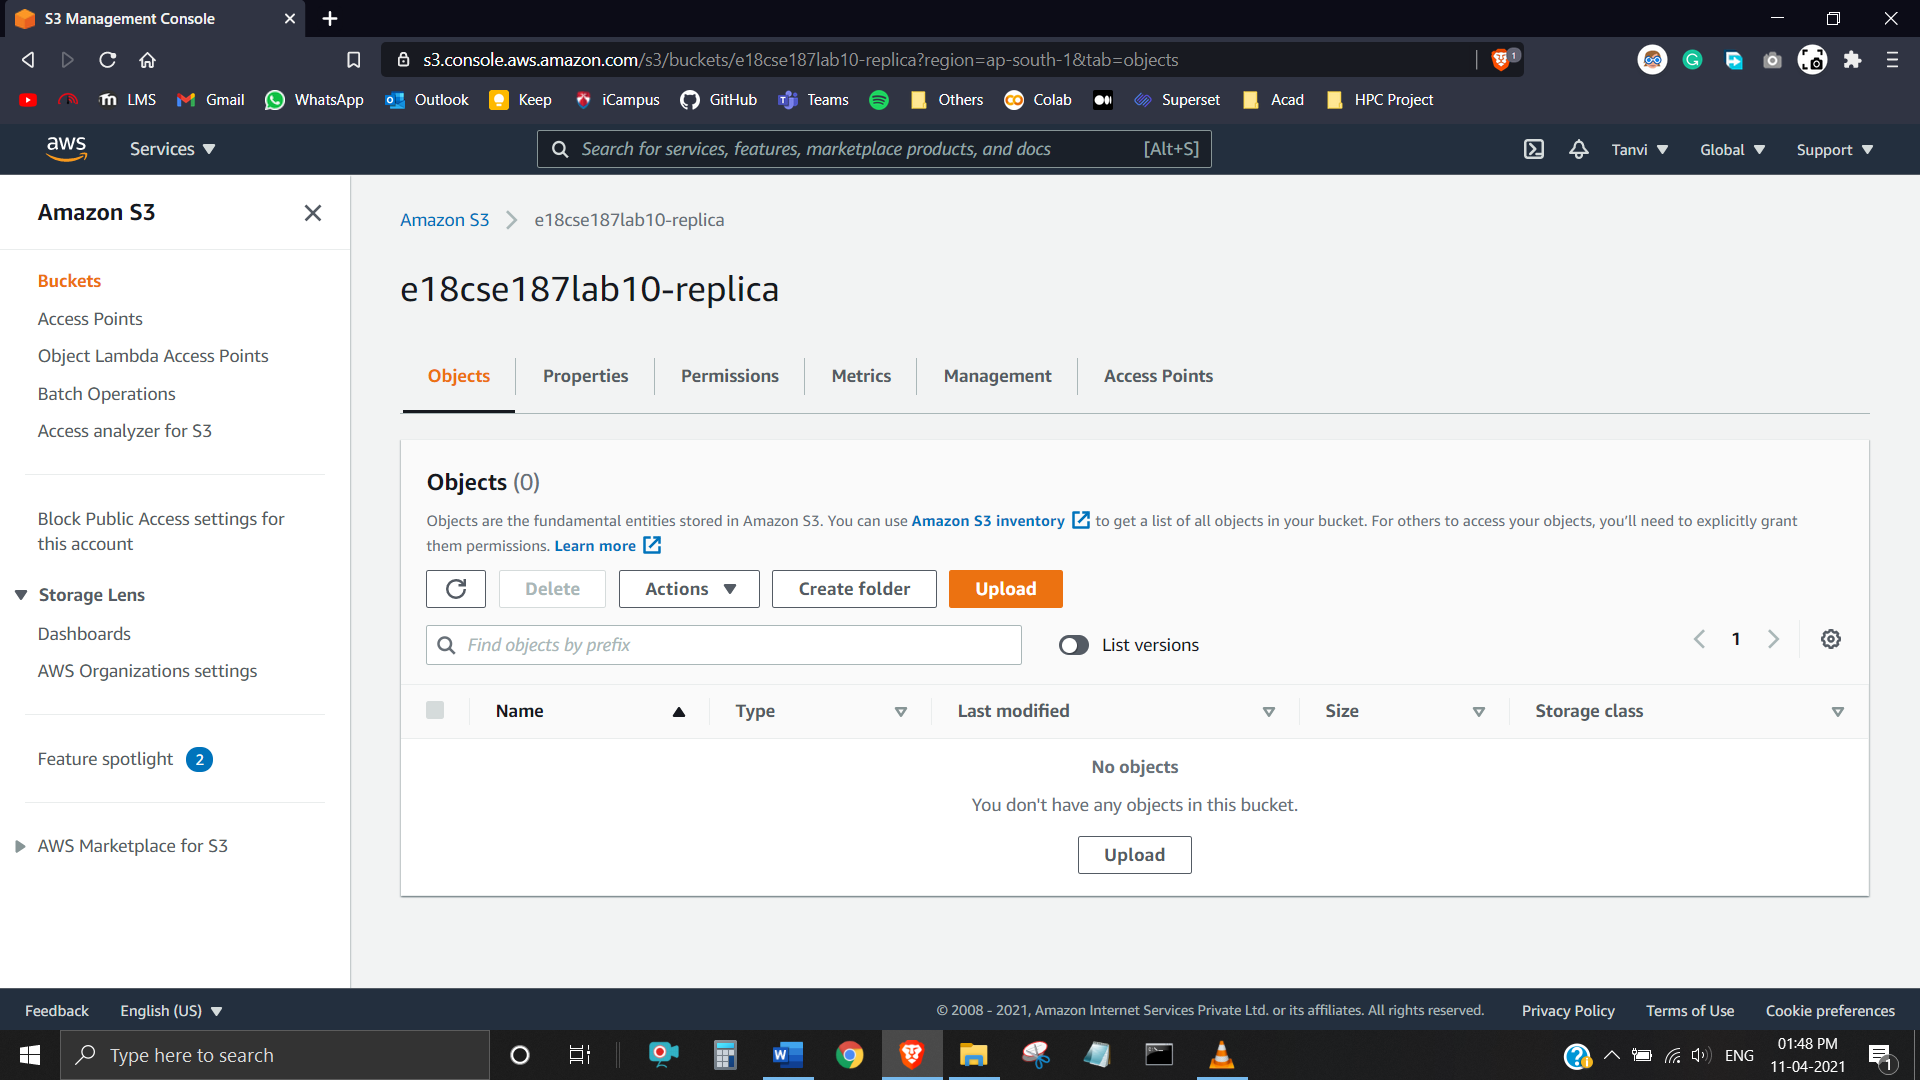 S3 Management Console
s3.console.aws.amazon.com/s3/buckets/e18cse187lab10-replica?region=ap-south-1&tab=objects
1
LMS Gmail WhatsApp Outlook Keep iCampus GitHub Teams Others Colab Superset Acad HPC Project
aws Services Search for services, features, marketplace products, and docs [Alt+S] Tanvi Global Support
Amazon S3
Buckets
Access Points
Object Lambda Access Points
Batch Operations
Access analyzer for S3
Block Public Access settings for
this account
Storage Lens
Dashboards
AWS Organizations settings
Feature spotlight 2
AWS Marketplace for S3
Amazon S3 e18cse187lab10-replica
e18cse187lab10-replica
Objects Properties Permissions Metrics Management Access Points
Objects (0)
Objects are the fundamental entities stored in Amazon S3. You can use Amazon S3 inventory to get a list of all objects in your bucket. For others to access your objects, you’ll need to explicitly grant
them permissions. Learn more
Delete Actions Create folder Upload
Find objects by prefix List versions 1
Name Type Last modified Size Storage class
No objects
You don't have any objects in this bucket.
Upload
Feedback English (US) © 2008 - 2021, Amazon Internet Services Private Ltd. or its affiliates. All rights reserved. Privacy Policy Terms of Use Cookie preferences
Type here to search ENG
01:48 PM
11-04-2021
1